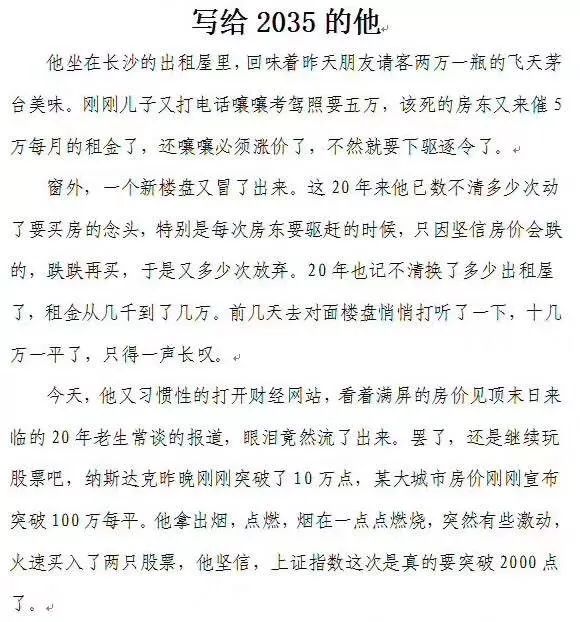 写给 2035 的他
他坐在长沙的出租屋里，回味着昨天朋友请客两万一瓶的飞天茅
台美味。刚刚儿子又打电话嚷嚷考驾照要五万，该死的房东又来催 5
万每月的租金了，还嚷嚷必须涨价了，不然就要下驱逐令了。
窗外，一个新楼盘又冒了出来。这 20 年来他已数不清多少次动
了要买房的念头，特别是每次房东要驱赶的时候，只因坚信房价会跌
的，跌跌再买，于是又多少次放弃。20 年也记不清换了多少出租屋
了，租金从几千到了几万。前几天去对面楼盘悄悄打听了一下，十几
万一平了，只得一声长叹。
今天，他又习惯性的打开财经网站，看着满屏的房价见顶末日来
临的 20 年老生常谈的报道，眼泪竟然流了出来。罢了，还是继续玩
股票吧，纳斯达克昨晚刚刚突破了 10 万点，某大城市房价刚刚宣布
突破 100 万每平。他拿出烟，点燃，烟在一点点燃烧，突然有些激动，
火速买入了两只股票，他坚信，上证指数这次是真的要突破 2000 点
了。